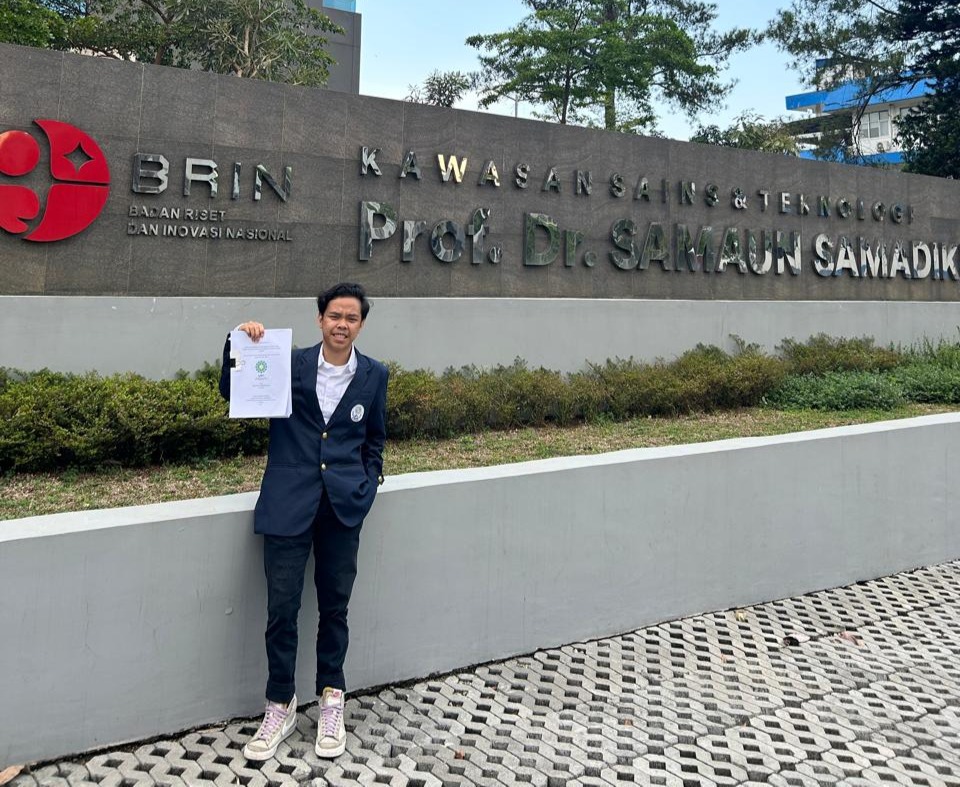 BRIN
BADAN RISET
DAN INOVASI NASIONAL
KAWASAN SAINS & TEKNOLOGI
Prof. Dr. SAMAUN SAMADIK